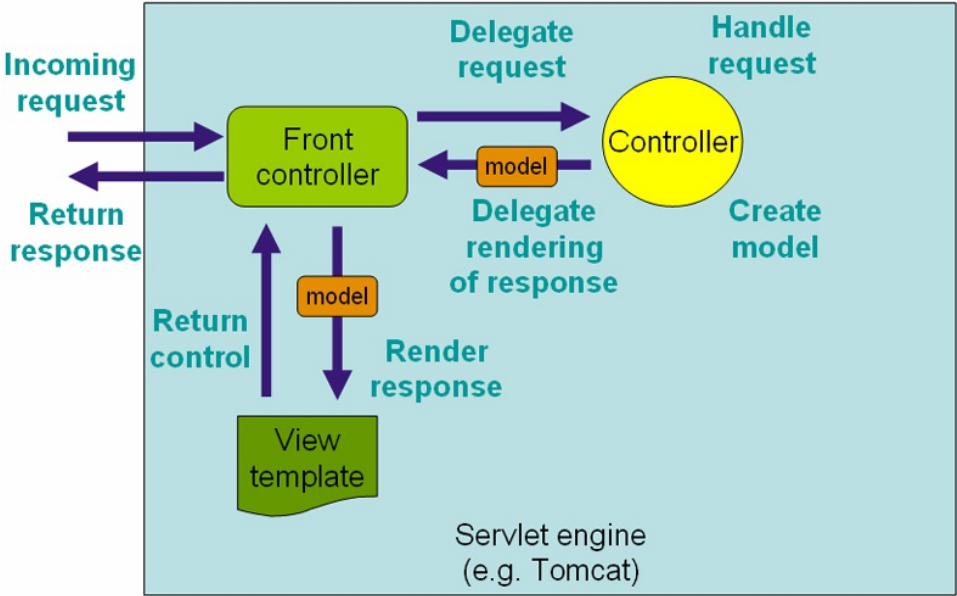 Incoming
request
Return
response
Front
controller
Delegate
request
Handle
request
Controller
model
Delegate
rendering
of response
Create
model
Return
control
model
Render
response
View
template
Servlet engine
(e.g. Tomcat)